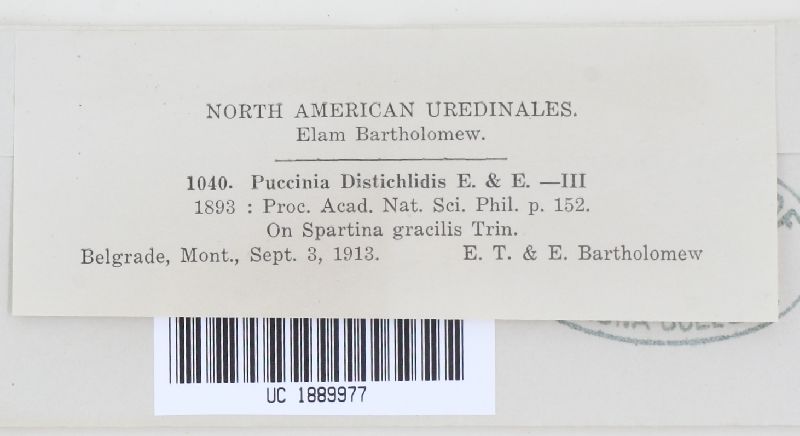 NORTH AMERICAN UREDINALES.
Elam Bartholomew.
1040. Puccinia Distichlidis E. & E. —III
1893 : Proc. Acad. Nat. Sci. Phil. p. 152.
On Spartina gracilis Trin.
Belgrade, Mont., Sept. 3, 1913. E. T. & E. Bartholomew
UC 1889977